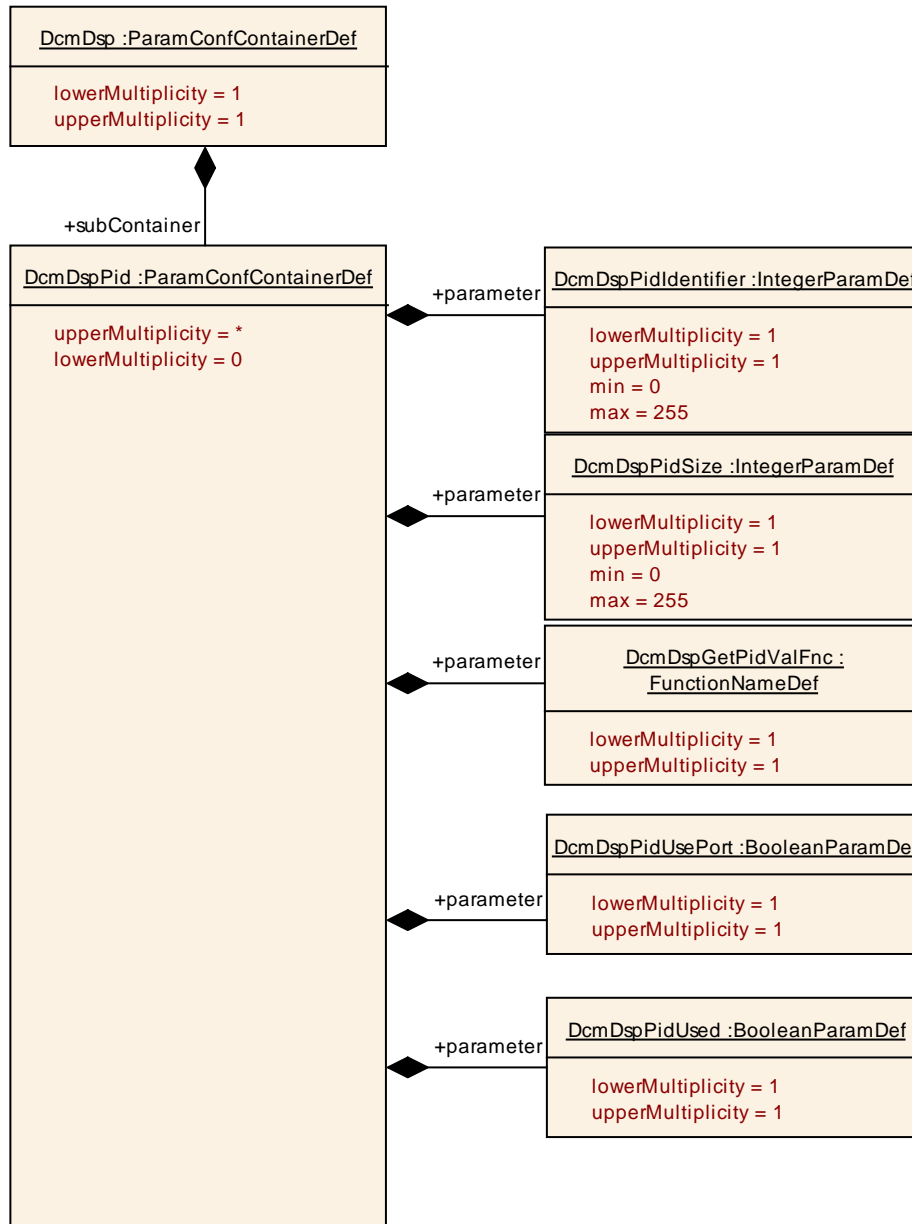 DcmDsp :ParamConfContainerDef
lowerMultiplicity = 1
upperMultiplicity = 1
+subContainer
DcmDspPid :ParamConfContainerDef
upperMultiplicity = *
lowerMultiplicity = 0
+parameter
DcmDspPidIdentifier :IntegerParamDef
lowerMultiplicity = 1
upperMultiplicity = 1
min = 0
max = 255
+parameter
DcmDspPidSize :IntegerParamDef
lowerMultiplicity = 1
upperMultiplicity = 1
min = 0
max = 255
+parameter
DcmDspGetPidValFnc :
FunctionNameDef
lowerMultiplicity = 1
upperMultiplicity = 1
+parameter
DcmDspPidUsePort :BooleanParamDe
lowerMultiplicity = 1
upperMultiplicity = 1
+parameter
DcmDspPidUsed :BooleanParamDef
lowerMultiplicity = 1
upperMultiplicity = 1